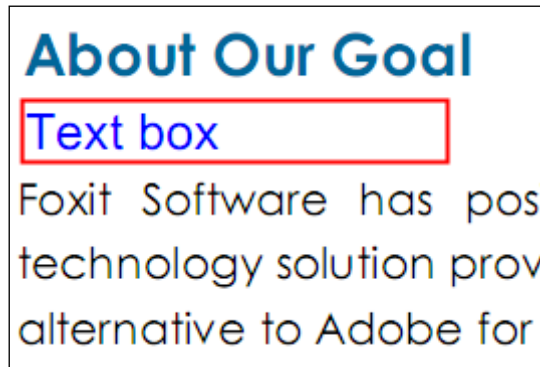 About Our Goal
Text box
Foxit Software has pos
technology solution prov
alternative to Adobe for